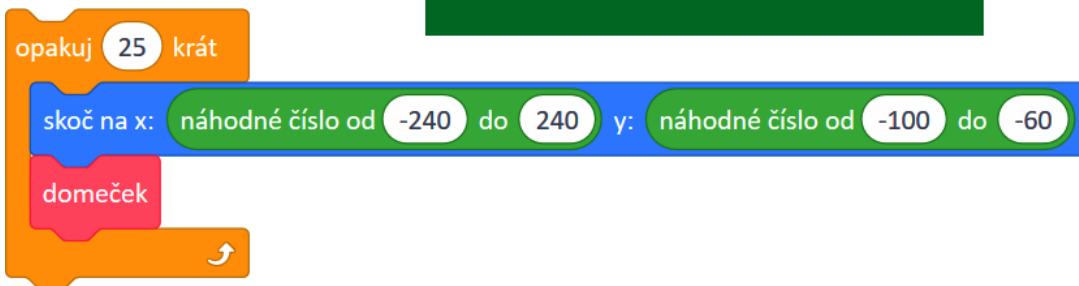 opakuj 25 krát
skoč na x: náhodné číslo od -240 do 240 y: náhodné číslo od -100 do -60
domeček